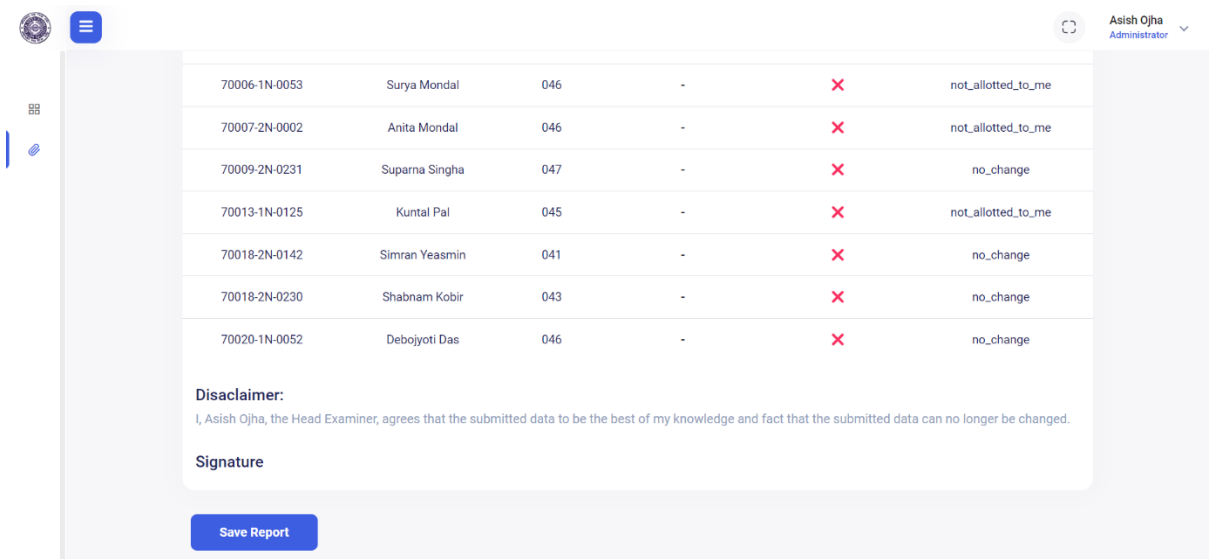 Asish Ojha
Administrator
70006-1N-0053 Surya Mondal 046 - not_allotted_to_me
70007-2N-0002 Anita Mondal 046 - not_allotted_to_me
70009-2N-0231 Suparna Singha 047 - no_change
70013-1N-0125 Kuntal Pal 045 - not_allotted_to_me
70018-2N-0142 Simran Yeasmin 041 - no_change
70018-2N-0230 Shabnam Kobir 043 - no_change
70020-1N-0052 Debojyoti Das 046 - no_change
Disaclaimer:
I, Asish Ojha, the Head Examiner, agrees that the submitted data to be the best of my knowledge and fact that the submitted data can no longer be changed.
Signature
Save Report